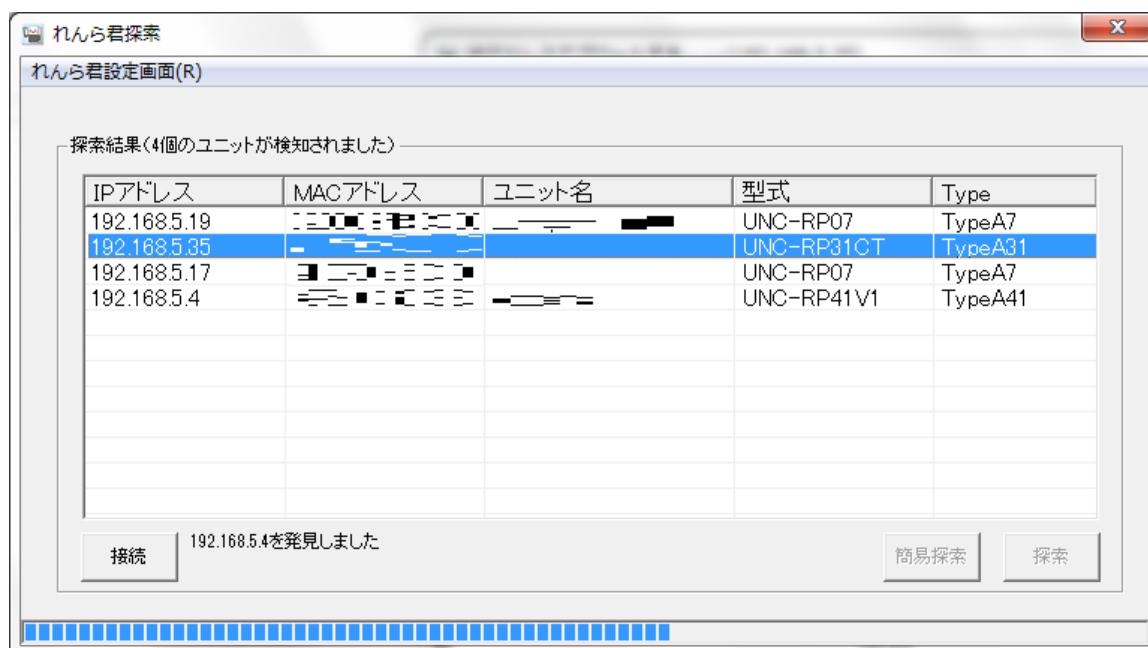 れんら君探索
れんら君設定画面(R)
探索結果(4個のユニットが検知されました)
IPアドレス MACアドレス ユニット名 型式 Type
192.168.5.19 UNC-RP07 TypeA7
192.168.5.35 UNC-RP31CT TypeA31
192.168.5.17 UNC-RP07 TypeA7
192.168.5.4 UNC-RP41V1 TypeA41
接続 192.168.5.4を発見しました 簡易探索 探索